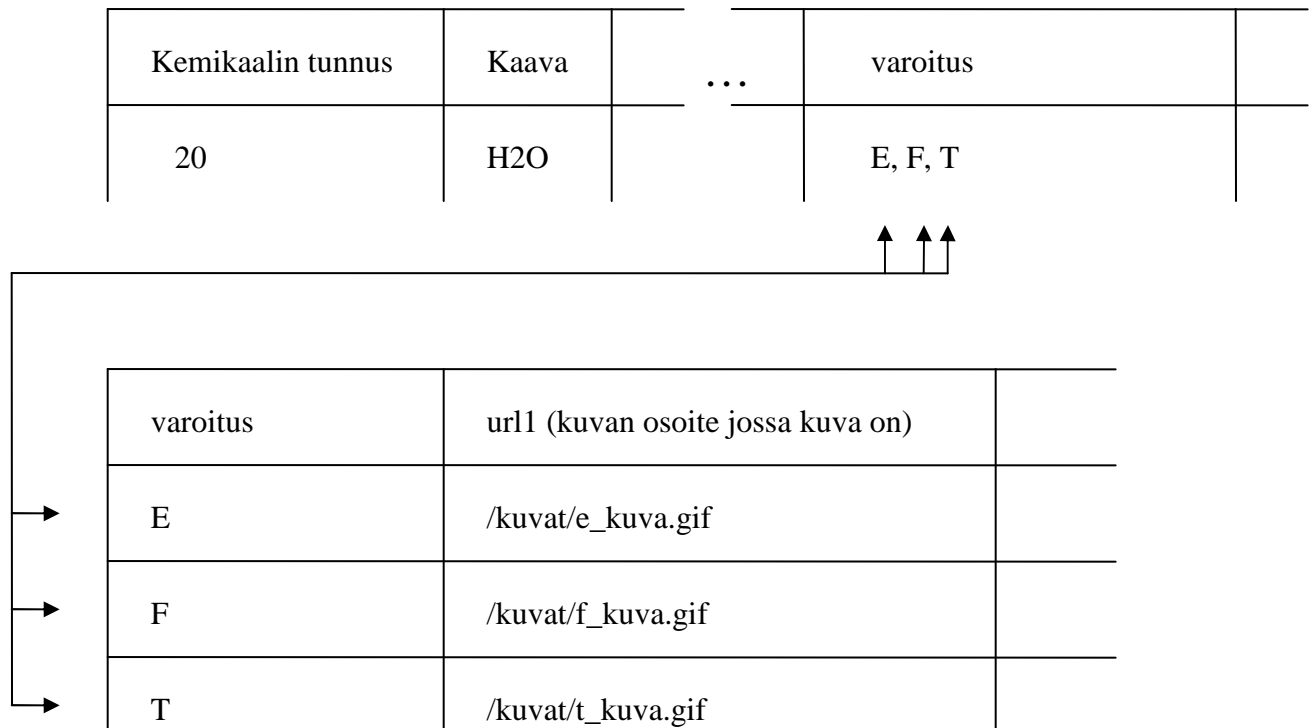 Kemikaalin tunnus Kaava ... varoitus
20 H2O E, F, T
varoitus url1 (kuvan osoite jossa kuva on)
E /kuvat/e_kuva.gif
F /kuvat/f_kuva.gif
T /kuvat/t_kuva.gif